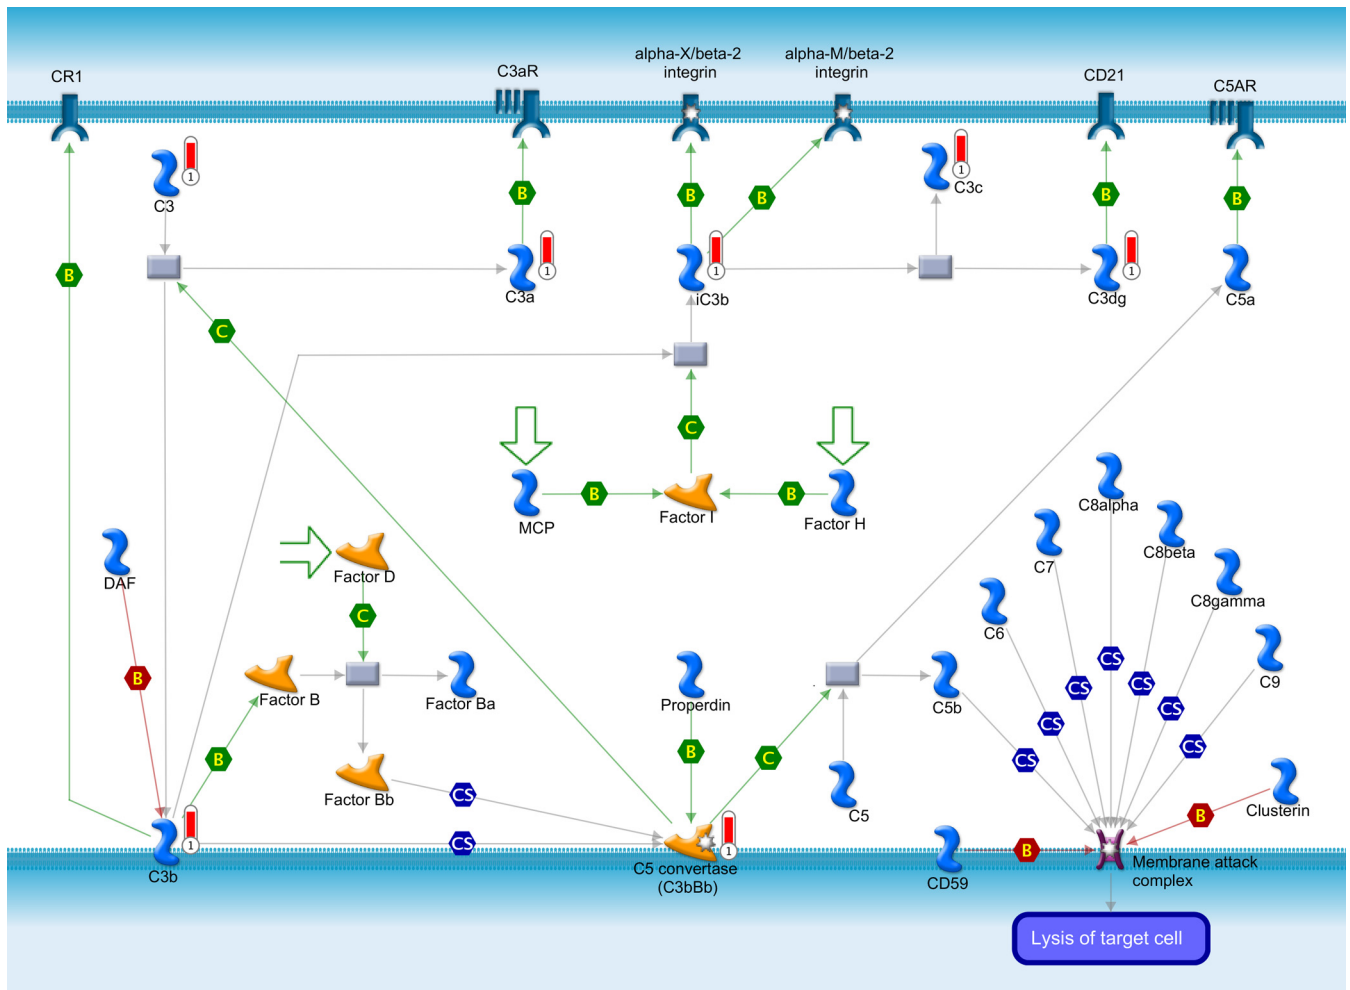 CR1
C3aR
alpha-X/beta-2
integrin
alpha-M/beta-2
integrin
CD21
C5AR
1
C3
1
C3c
B
B
B
B
B
B
1
C3a
1
iC3b
1
C3dg
C5a
C
C
MCP
B
Factor I
B
Factor H
C8alpha
C7
C8beta
C8gamma
C6
C9
DAF
Factor D
C
B
Factor B
Factor Ba
Properdin
C5b
CS
CS
CS
CS
CS
CS
CS
B
B
C
Factor Bb
CS
C5
Clusterin
B
1
C3b
CS
1
C5 convertase
(C3bBb)
CD59
B
Membrane attack
complex
Lysis of target cell